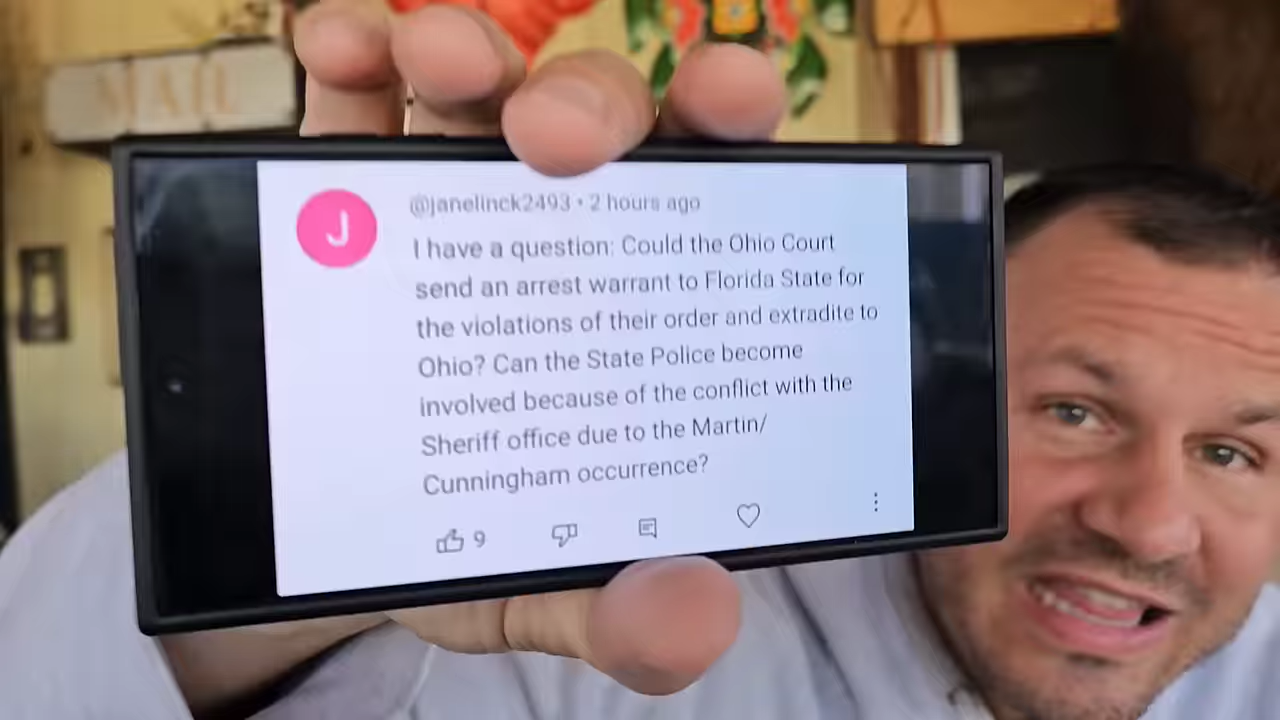 MAIL
J
@janelinck2493 • 2 hours ago
I have a question: Could the Ohio Court
send an arrest warrant to Florida State for
the violations of their order and extradite to
Ohio? Can the State Police become
involved because of the conflict with the
Sheriff office due to the Martin/
Cunningham occurrence?
9